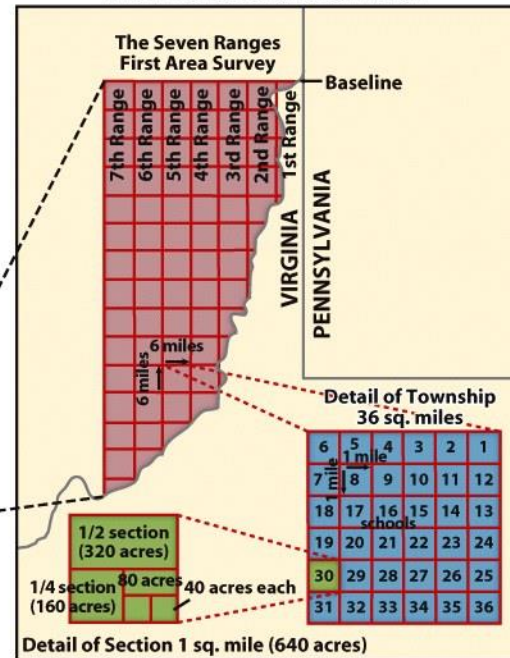 The Seven Ranges
First Area Survey
Baseline
7th Range
6th Range
5th Range
4th Range
3rd Range
2nd Range
1st Range
VIRGINIA
PENNSYLVANIA
6 miles
6 miles
Detail of Township
36 sq. miles
6 5 4 3 2 1
1 mile
7 8 9 10 11 12
1 mile
18 17 16 15 14 13
schools
19 20 21 22 23 24
30 29 28 27 26 25
31 32 33 34 35 36
1/2 section
(320 acres)
1/4 section
(160 acres)
80 acres
40 acres each
Detail of Section 1 sq. mile (640 acres)